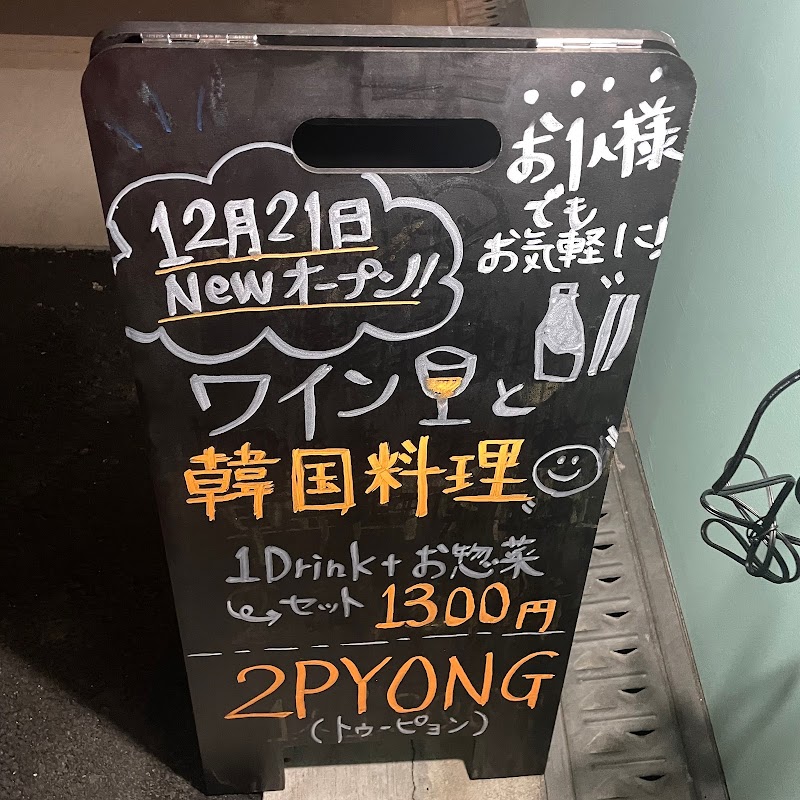 お1人様
でも
お気軽に!
12月21日
Newオープン!!
ワインと
韓国料理
1Drink+お惣菜
セット 1300円
2PYONG
(トゥーピョン)